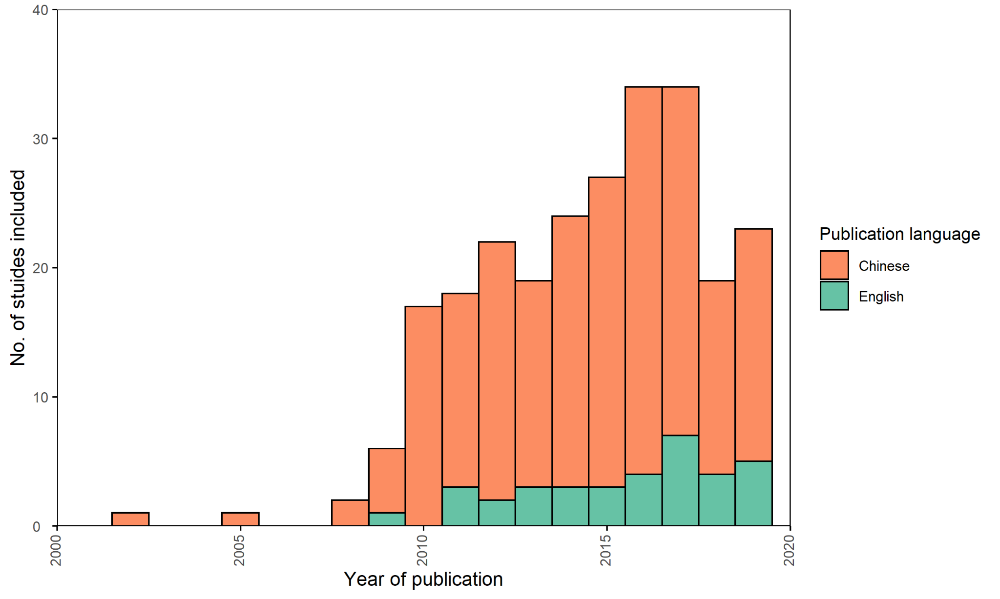 40
30
20
10
0
No. of stuides included
2000
2005
2010
2015
2020
Year of publication
Publication language
Chinese
English